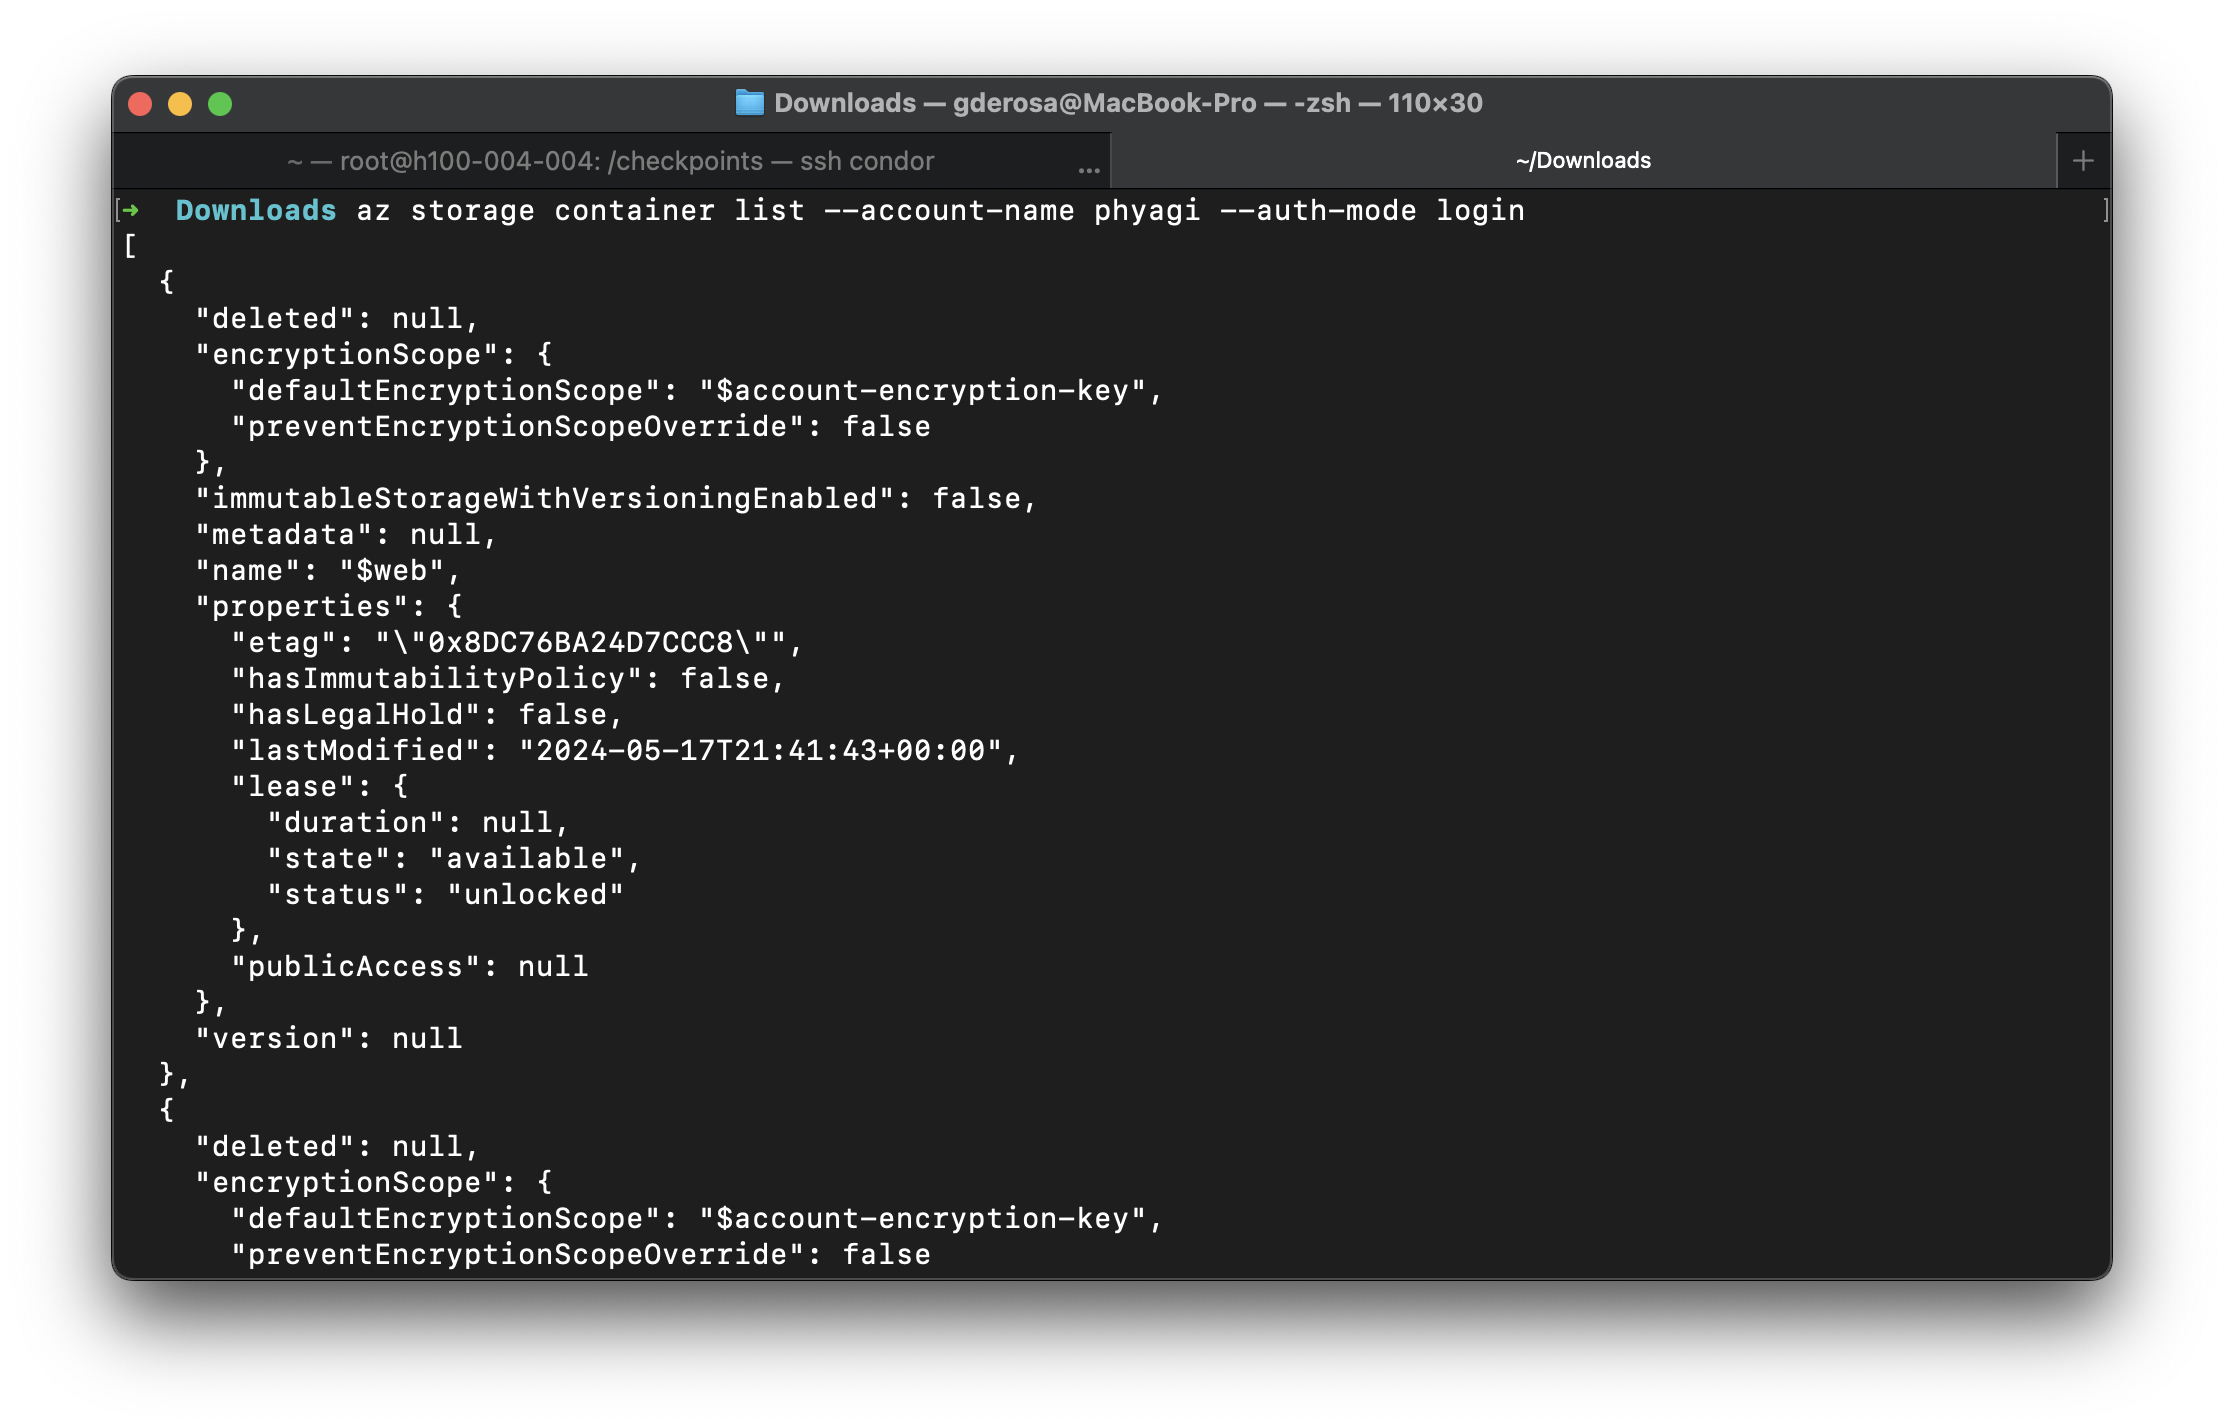 Downloads — gderosa@MacBook-Pro — -zsh — 110×30
~ — root@h100-004-004: /checkpoints — ssh condor ...
~/Downloads
+
[➜  Downloads az storage container list --account-name phyagi --auth-mode login ]
[
  {
    "deleted": null,
    "encryptionScope": {
      "defaultEncryptionScope": "$account-encryption-key",
      "preventEncryptionScopeOverride": false
    },
    "immutableStorageWithVersioningEnabled": false,
    "metadata": null,
    "name": "$web",
    "properties": {
      "etag": "\"0x8DC76BA24D7CCC8\"",
      "hasImmutabilityPolicy": false,
      "hasLegalHold": false,
      "lastModified": "2024-05-17T21:41:43+00:00",
      "lease": {
        "duration": null,
        "state": "available",
        "status": "unlocked"
      },
      "publicAccess": null
    },
    "version": null
  },
  {
    "deleted": null,
    "encryptionScope": {
      "defaultEncryptionScope": "$account-encryption-key",
      "preventEncryptionScopeOverride": false